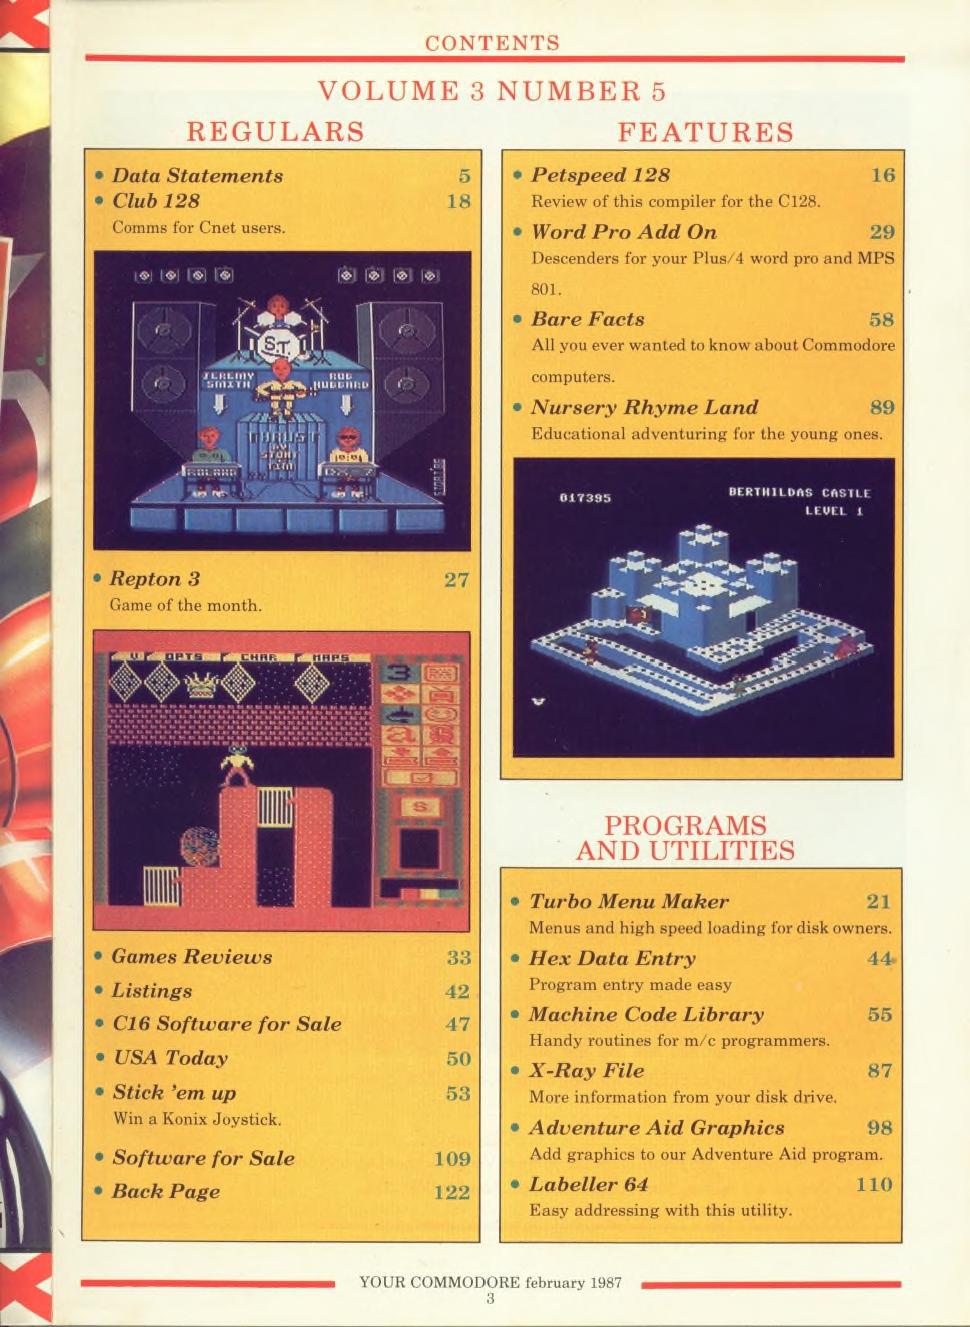 CONTENTS
VOLUME 3 NUMBER 5
REGULARS
• Data Statements 5
• Club 128 18
Comms for Cnet users.
S.T.
JEREMY SMITH
ROB HUBBARD
THRUST
BY
STOAT
&
TIM
ROLAND
DX-7
• Repton 3 27
Game of the month.
OPTS CHAR MAPS
3
S
• Games Reviews 33
• Listings 42
• C16 Software for Sale 47
• USA Today 50
• Stick 'em up 53
Win a Konix Joystick.
• Software for Sale 109
• Back Page 122
FEATURES
• Petspeed 128 16
Review of this compiler for the C128.
• Word Pro Add On 29
Descenders for your Plus/4 word pro and MPS
801.
• Bare Facts 58
All you ever wanted to know about Commodore
computers.
• Nursery Rhyme Land 89
Educational adventuring for the young ones.
017395
BERTHILDAS CASTLE
LEVEL 1
PROGRAMS
AND UTILITIES
• Turbo Menu Maker 21
Menus and high speed loading for disk owners.
• Hex Data Entry 44
Program entry made easy
• Machine Code Library 55
Handy routines for m/c programmers.
• X-Ray File 87
More information from your disk drive.
• Adventure Aid Graphics 98
Add graphics to our Adventure Aid program.
• Labeller 64 110
Easy addressing with this utility.
YOUR COMMODORE february 1987
3